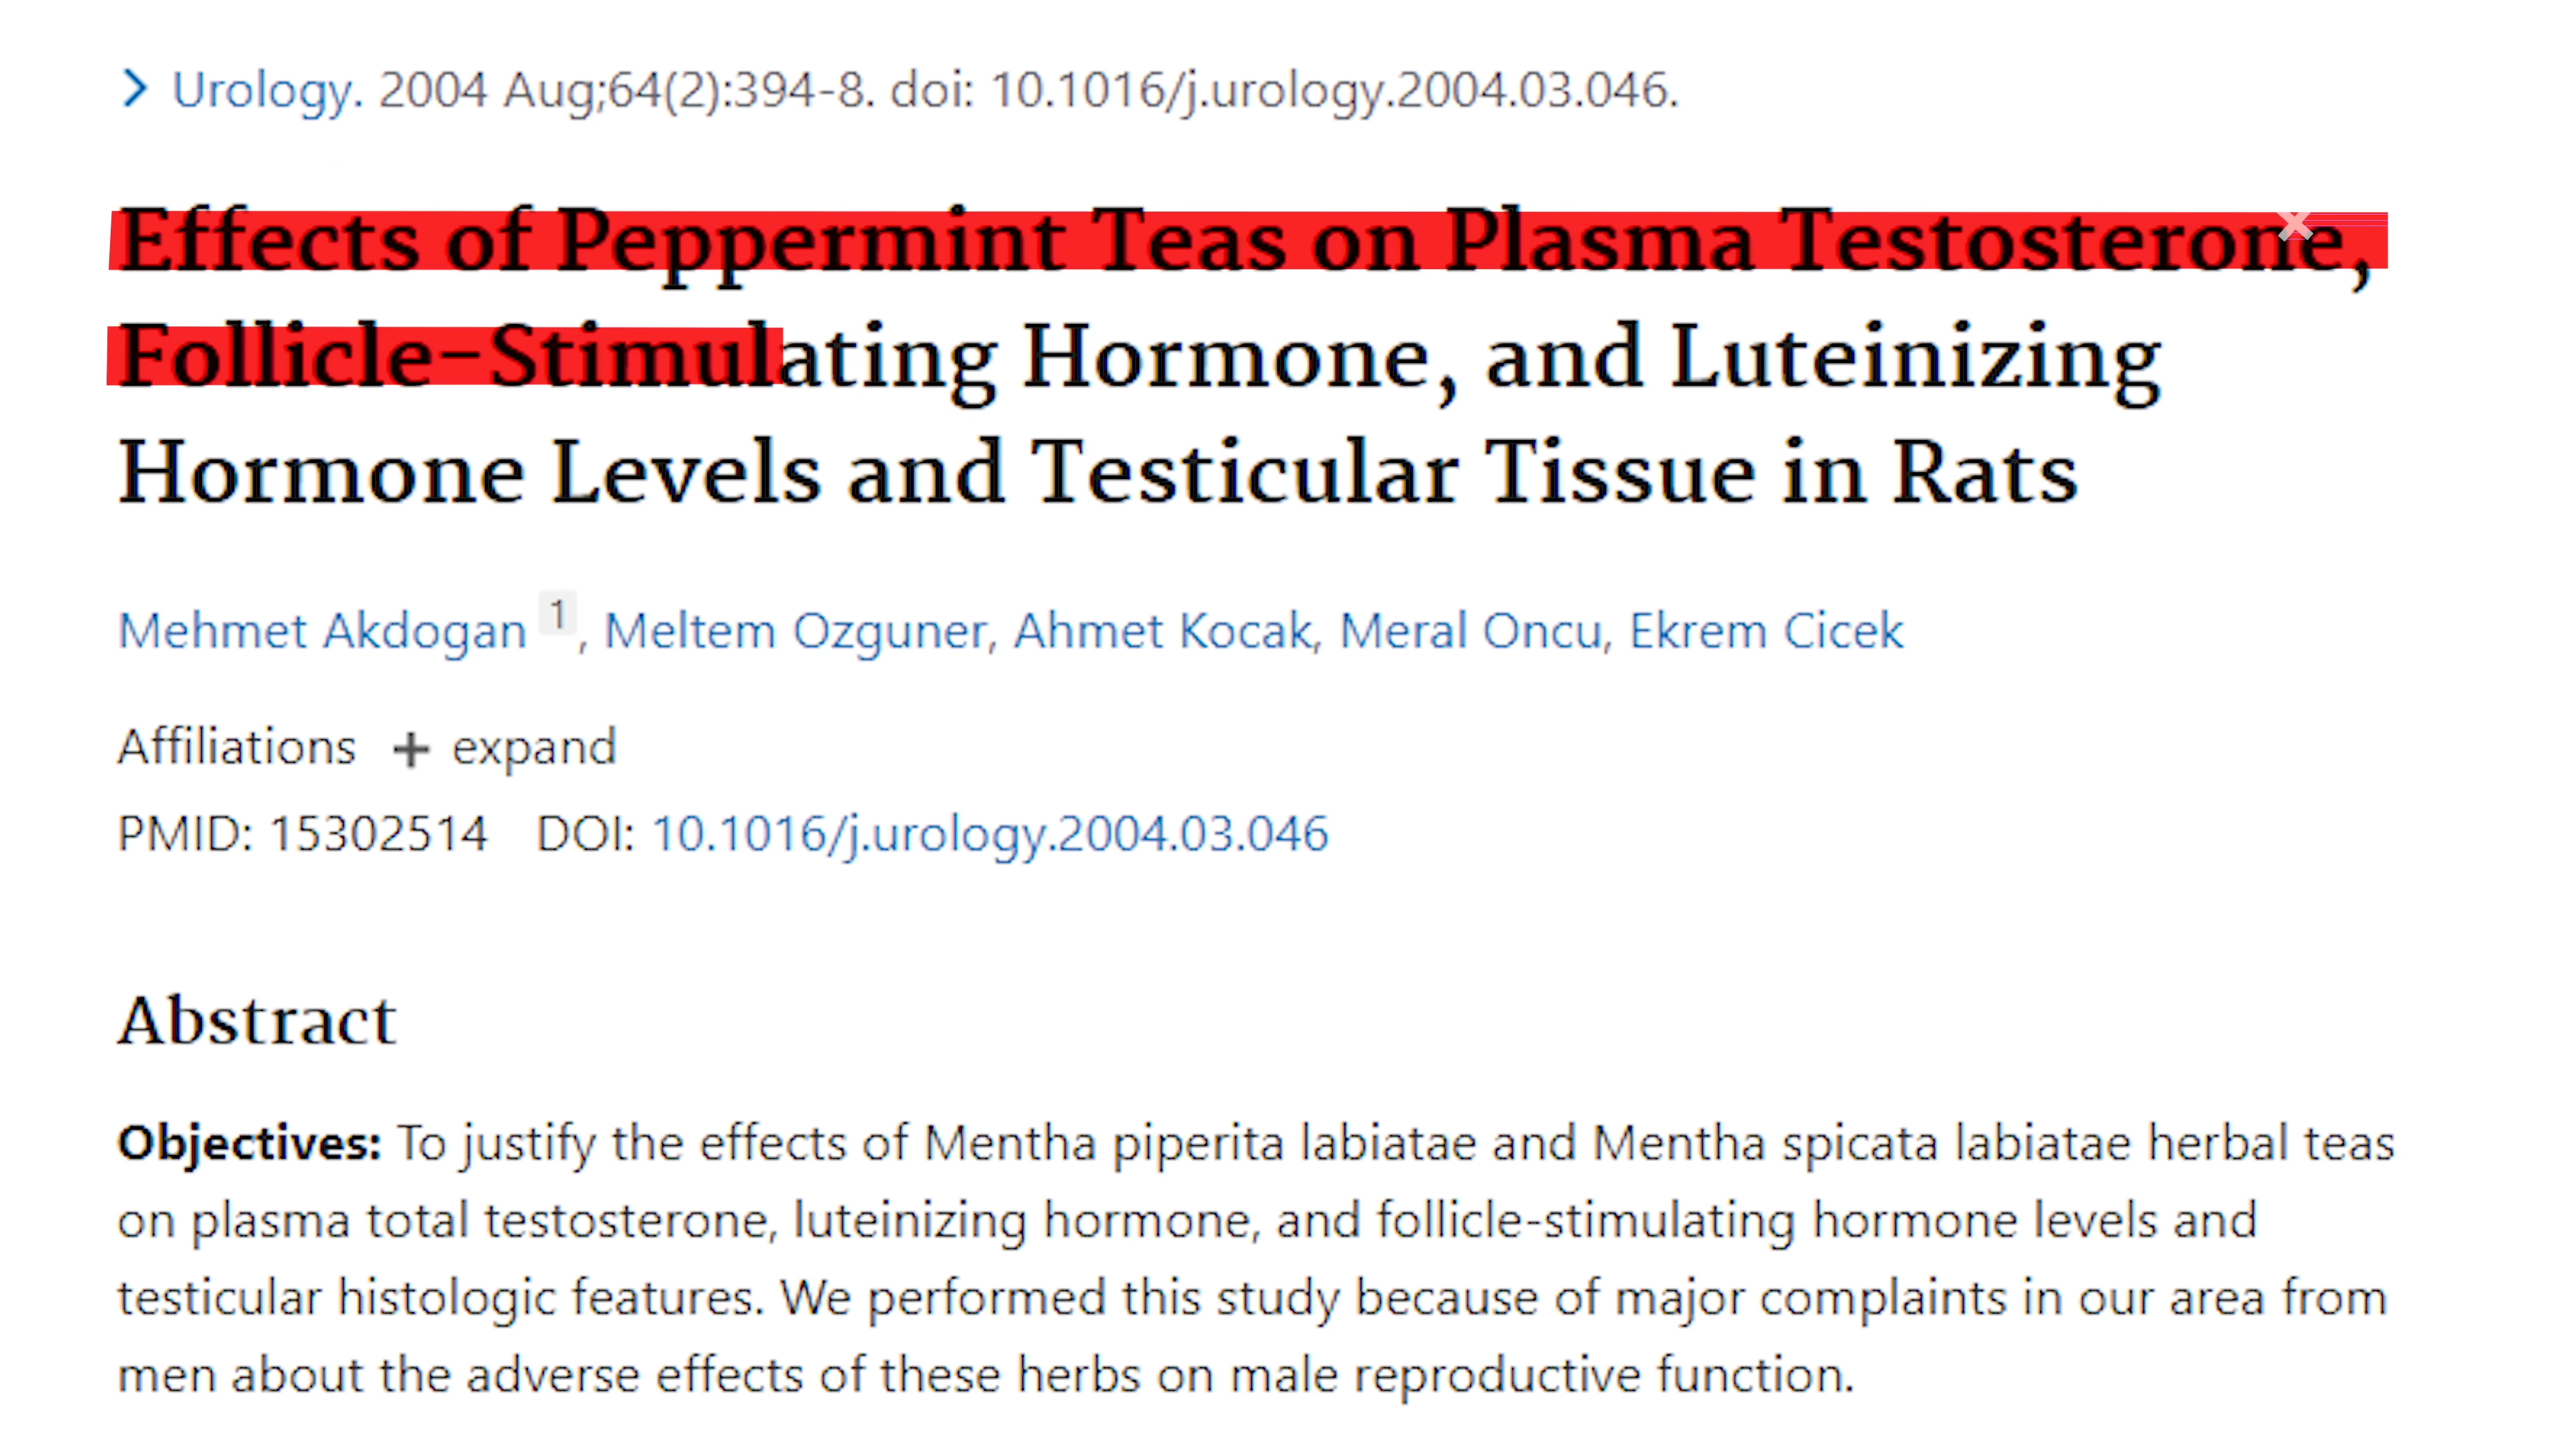 Urology. 2004 Aug;64(2):394-8. doi: 10.1016/j.urology.2004.03.046.
Effects of Peppermint Teas on Plasma Testosterone,
Follicle-Stimulating Hormone, and Luteinizing
Hormone Levels and Testicular Tissue in Rats
Mehmet Akdogan 1, Meltem Ozguner, Ahmet Kocak, Meral Oncu, Ekrem Cicek
Affiliations + expand
PMID: 15302514 DOI: 10.1016/j.urology.2004.03.046
Abstract
Objectives: To justify the effects of Mentha piperita labiatae and Mentha spicata labiatae herbal teas
on plasma total testosterone, luteinizing hormone, and follicle-stimulating hormone levels and
testicular histologic features. We performed this study because of major complaints in our area from
men about the adverse effects of these herbs on male reproductive function.